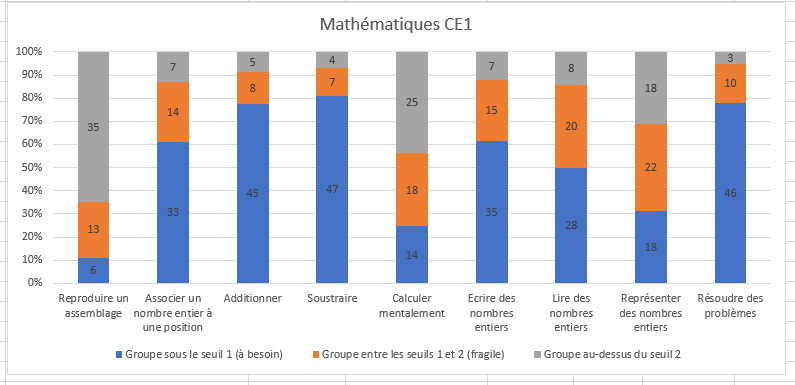 Mathématiques CE1
100%
90%
80%
70%
60%
50%
40%
30%
20%
10%
0%
35 7 5 4 25 7 8 18 3
13 14 8 7 18 15 20 22 10
6 33 45 47 14 35 28 18 46
Reproduire un Associer un Additionner Soustraire Calculer Ecrire des Lire des Représenter Résoudre des
assemblage nombre entier à mentalement nombres nombres des nombres problèmes
une position entiers entiers entiers
Groupe sous le seuil 1 (à besoin) Groupe entre les seuils 1 et 2 (fragile) Groupe au-dessus du seuil 2